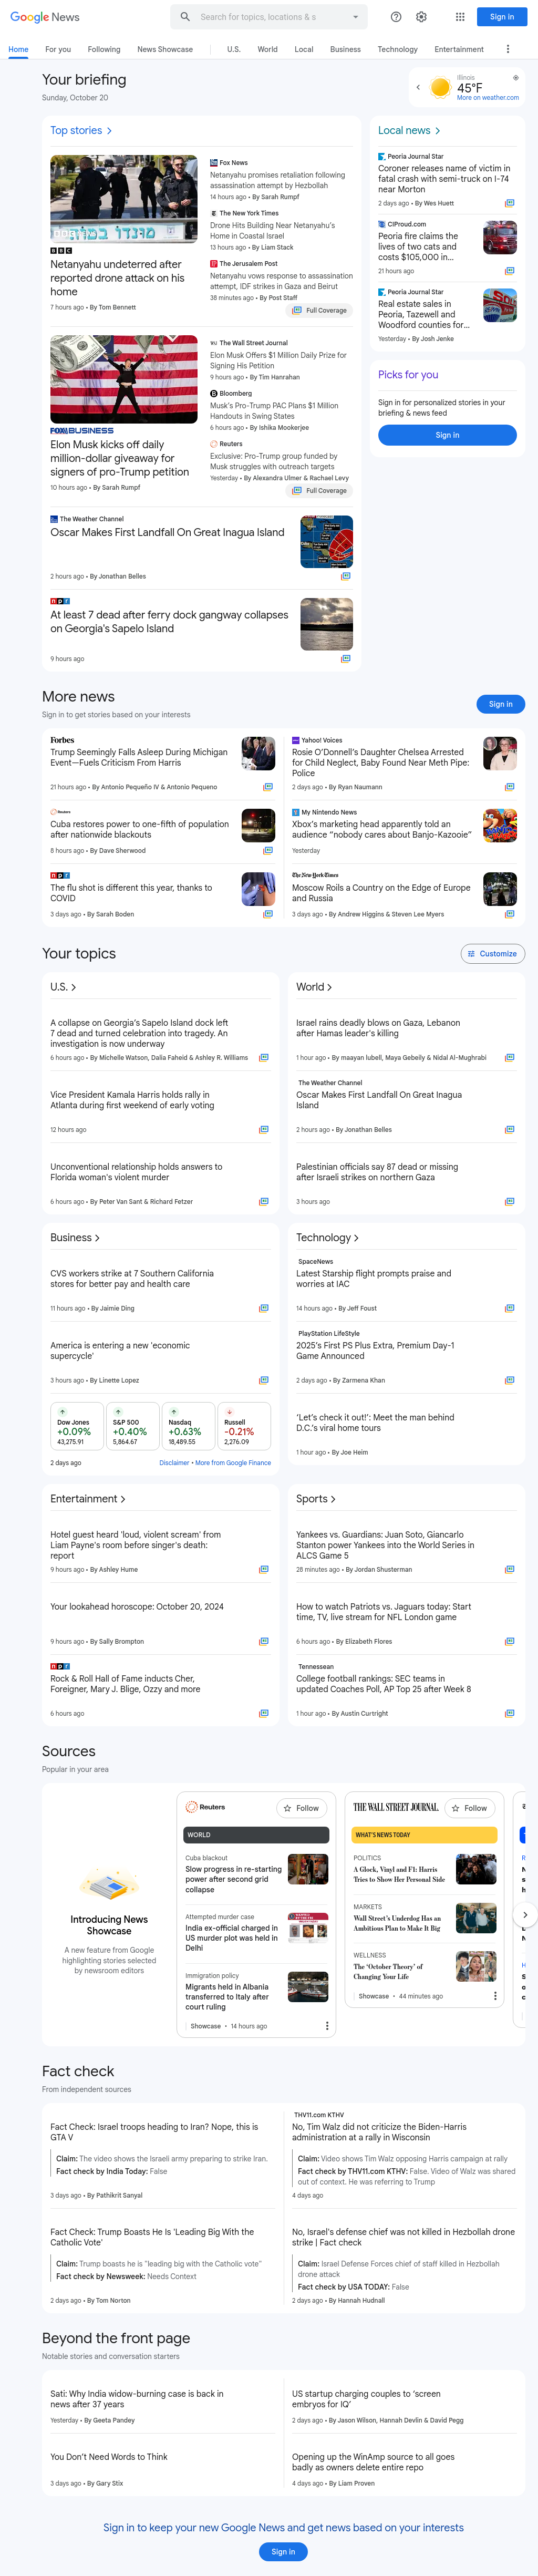 Google News
Search for topics, locations & s
Sign in
Home
For you
Following
News Showcase
U.S.
World
Local
Business
Technology
Entertainment
Your briefing
Sunday, October 20
Illinois
45°F
More on weather.com
Top stories
BBC
Netanyahu undeterred after
reported drone attack on his
home
7 hours ago • By Tom Bennett
Fox News
Netanyahu promises retaliation following
assassination attempt by Hezbollah
14 hours ago • By Sarah Rumpf
The New York Times
Drone Hits Building Near Netanyahu's
Home in Coastal Israel
13 hours ago • By Liam Stack
The Jerusalem Post
Netanyahu vows response to assassination
attempt, IDF strikes in Gaza and Beirut
38 minutes ago • By Post Staff
Full Coverage
FOX BUSINESS
Elon Musk kicks off daily
million-dollar giveaway for
signers of pro-Trump petition
10 hours ago • By Sarah Rumpf
The Wall Street Journal
Elon Musk Offers $1 Million Daily Prize for
Signing His Petition
9 hours ago • By Tim Hanrahan
Bloomberg
Musk's Pro-Trump PAC Plans $1 Million
Handouts in Swing States
6 hours ago • By Ishika Mookerjee
Reuters
Exclusive: Pro-Trump group funded by
Musk struggles with outreach targets
Yesterday • By Alexandra Ulmer & Rachael Levy
Full Coverage
The Weather Channel
Oscar Makes First Landfall On Great Inagua Island
2 hours ago • By Jonathan Belles
npr
At least 7 dead after ferry dock gangway collapses
on Georgia's Sapelo Island
9 hours ago
Local news
Peoria Journal Star
Coroner releases name of victim in
fatal crash with semi-truck on I-74
near Morton
2 days ago • By Wes Huett
CIProud.com
Peoria fire claims the
lives of two cats and
costs $105,000 in…
21 hours ago
Peoria Journal Star
Real estate sales in
Peoria, Tazewell and
Woodford counties for…
Yesterday • By Josh Jenke
Picks for you
Sign in for personalized stories in your
briefing & news feed
Sign in
More news
Sign in to get stories based on your interests
Sign in
Forbes
Trump Seemingly Falls Asleep During Michigan
Event—Fuels Criticism From Harris
21 hours ago • By Antonio Pequeño IV & Antonio Pequeno
Yahoo! Voices
Rosie O'Donnell's Daughter Chelsea Arrested
for Child Neglect, Baby Found Near Meth Pipe:
Police
2 days ago • By Ryan Naumann
Reuters
Cuba restores power to one-fifth of population
after nationwide blackouts
8 hours ago • By Dave Sherwood
My Nintendo News
Xbox's marketing head apparently told an
audience "nobody cares about Banjo-Kazooie"
Yesterday
npr
The flu shot is different this year, thanks to
COVID
3 days ago • By Sarah Boden
The New York Times
Moscow Roils a Country on the Edge of Europe
and Russia
3 days ago • By Andrew Higgins & Steven Lee Myers
Your topics
Customize
U.S.
A collapse on Georgia's Sapelo Island dock left
7 dead and turned celebration into tragedy. An
investigation is now underway
6 hours ago • By Michelle Watson, Dalia Faheid & Ashley R. Williams
Vice President Kamala Harris holds rally in
Atlanta during first weekend of early voting
12 hours ago
Unconventional relationship holds answers to
Florida woman's violent murder
6 hours ago • By Peter Van Sant & Richard Fetzer
World
Israel rains deadly blows on Gaza, Lebanon
after Hamas leader's killing
1 hour ago • By maayan lubell, Maya Gebeily & Nidal Al-Mughrabi
The Weather Channel
Oscar Makes First Landfall On Great Inagua
Island
2 hours ago • By Jonathan Belles
Palestinian officials say 87 dead or missing
after Israeli strikes on northern Gaza
3 hours ago
Business
CVS workers strike at 7 Southern California
stores for better pay and health care
11 hours ago • By Jaimie Ding
America is entering a new 'economic
supercycle'
3 hours ago • By Linette Lopez
Dow Jones
+0.09%
43,275.91
S&P 500
+0.40%
5,864.67
Nasdaq
+0.63%
18,489.55
Russell
-0.21%
2,276.09
2 days ago
Disclaimer • More from Google Finance
Technology
SpaceNews
Latest Starship flight prompts praise and
worries at IAC
14 hours ago • By Jeff Foust
PlayStation LifeStyle
2025's First PS Plus Extra, Premium Day-1
Game Announced
2 days ago • By Zarmena Khan
'Let's check it out!': Meet the man behind
D.C.'s viral home tours
1 hour ago • By Joe Heim
Entertainment
Hotel guest heard 'loud, violent scream' from
Liam Payne's room before singer's death:
report
9 hours ago • By Ashley Hume
Your lookahead horoscope: October 20, 2024
9 hours ago • By Sally Brompton
npr
Rock & Roll Hall of Fame inducts Cher,
Foreigner, Mary J. Blige, Ozzy and more
6 hours ago
Sports
Yankees vs. Guardians: Juan Soto, Giancarlo
Stanton power Yankees into the World Series in
ALCS Game 5
28 minutes ago • By Jordan Shusterman
How to watch Patriots vs. Jaguars today: Start
time, TV, live stream for NFL London game
6 hours ago • By Elizabeth Flores
Tennessean
College football rankings: SEC teams in
updated Coaches Poll, AP Top 25 after Week 8
1 hour ago • By Austin Curtright
Sources
Popular in your area
Introducing News
Showcase
A new feature from Google
highlighting stories selected
by newsroom editors
Reuters
Follow
WORLD
Cuba blackout
Slow progress in re-starting
power after second grid
collapse
Attempted murder case
India ex-official charged in
US murder plot was held in
Delhi
Immigration policy
Migrants held in Albania
transferred to Italy after
court ruling
Showcase • 14 hours ago
THE WALL STREET JOURNAL.
Follow
WHAT'S NEWS TODAY
POLITICS
A Glock, Vinyl and F1: Harris
Tries to Show Her Personal Side
MARKETS
Wall Street's Underdog Has an
Ambitious Plan to Make It Big
WELLNESS
The 'October Theory' of
Changing Your Life
Showcase • 44 minutes ago
Fact check
From independent sources
Fact Check: Israel troops heading to Iran? Nope, this is
GTA V
Claim: The video shows the Israeli army preparing to strike Iran.
Fact check by India Today: False
3 days ago • By Pathikrit Sanyal
THV11.com KTHV
No, Tim Walz did not criticize the Biden-Harris
administration at a rally in Wisconsin
Claim: Video shows Tim Walz opposing Harris campaign at rally
Fact check by THV11.com KTHV: False. Video of Walz was shared
out of context. He was referring to Trump
4 days ago
Fact Check: Trump Boasts He Is 'Leading Big With the
Catholic Vote'
Claim: Trump boasts he is "leading big with the Catholic vote"
Fact check by Newsweek: Needs Context
2 days ago • By Tom Norton
No, Israel's defense chief was not killed in Hezbollah drone
strike | Fact check
Claim: Israel Defense Forces chief of staff killed in Hezbollah
drone attack
Fact check by USA TODAY: False
2 days ago • By Hannah Hudnall
Beyond the front page
Notable stories and conversation starters
Sati: Why India widow-burning case is back in
news after 37 years
Yesterday • By Geeta Pandey
US startup charging couples to 'screen
embryos for IQ'
2 days ago • By Jason Wilson, Hannah Devlin & David Pegg
You Don't Need Words to Think
3 days ago • By Gary Stix
Opening up the WinAmp source to all goes
badly as owners delete entire repo
4 days ago • By Liam Proven
Sign in to keep your new Google News and get news based on your interests
Sign in